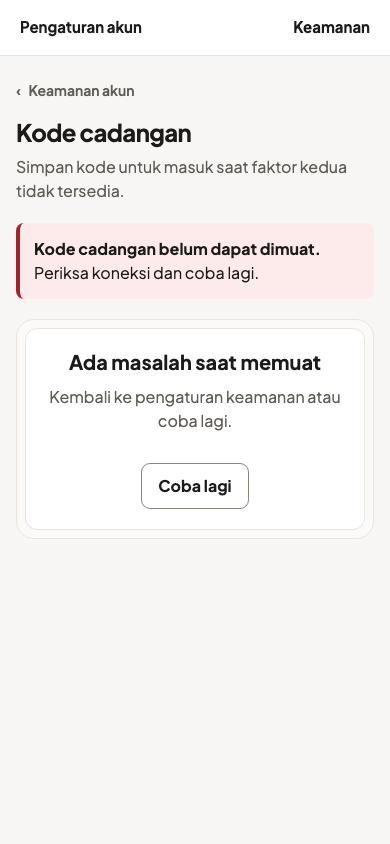 Pengaturan akun
Keamanan
‹ Keamanan akun
Kode cadangan
Simpan kode untuk masuk saat faktor kedua
tidak tersedia.
Kode cadangan belum dapat dimuat.
Periksa koneksi dan coba lagi.
Ada masalah saat memuat
Kembali ke pengaturan keamanan atau
coba lagi.
Coba lagi